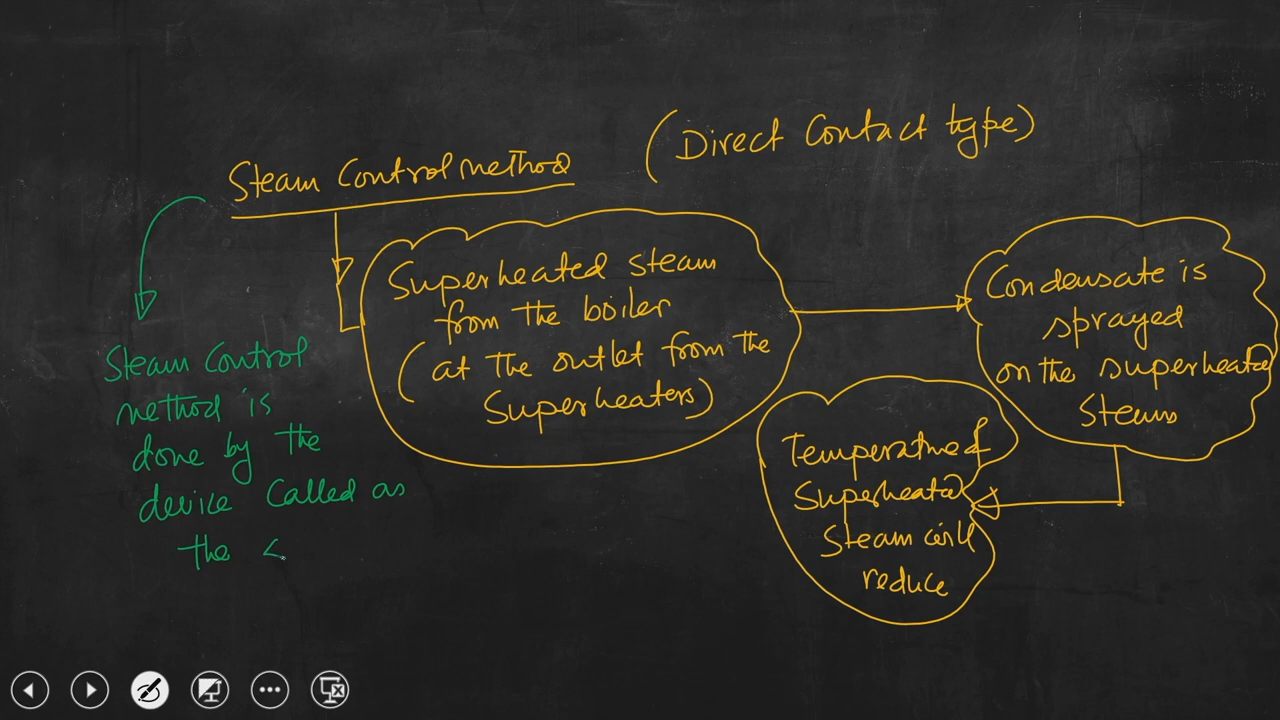 Steam Control method
(Direct Contact type)
Superheated steam
from the boiler
(at the outlet from the
Superheaters)
Condensate is
sprayed
on the superheated
Steam
Temperature of
Superheated
Steam will
reduce
Steam Control
method is
done by the
device Called as
the